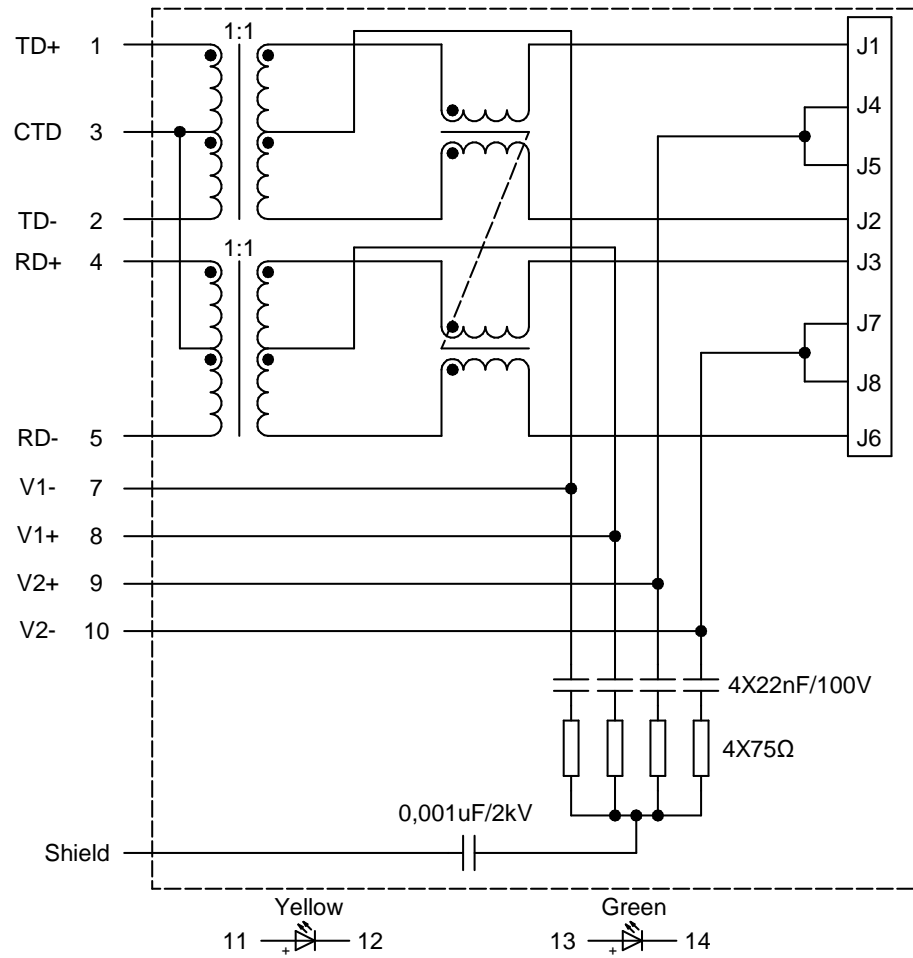 1:1
TD+ 1
J1
J4
CTD 3
J5
TD- 2
J2
1:1
RD+ 4
J3
J7
J8
RD- 5
J6
V1- 7
V1+ 8
V2+ 9
V2- 10
4X22nF/100V
4X75Ω
0,001uF/2kV
Shield
Yellow
Green
11 + 12
13 + 14